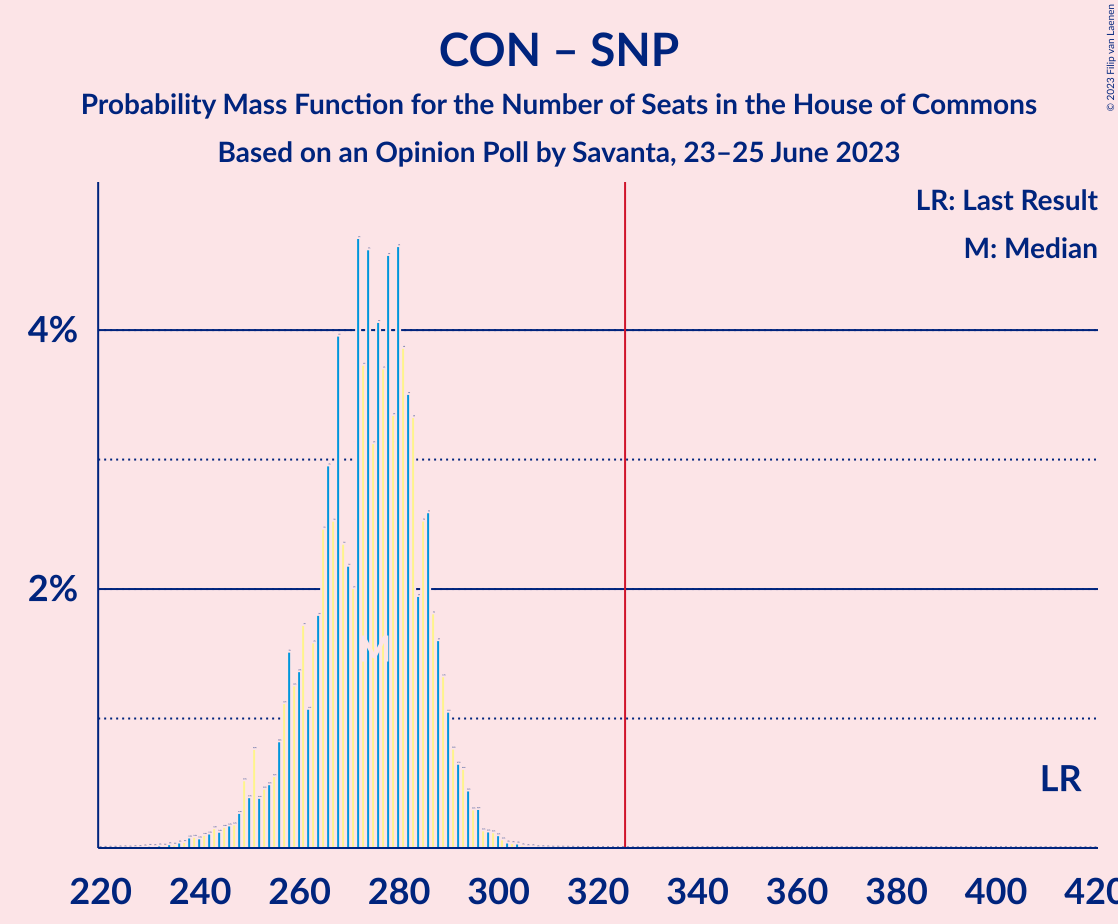 CON – SNP
Probability Mass Function for the Number of Seats in the House of Commons
Based on an Opinion Poll by Savanta, 23–25 June 2023
© 2023 Filip van Laenen
LR: Last Result
M: Median
4%
2%
M
LR
220 240 260 280 300 320 340 360 380 400 420